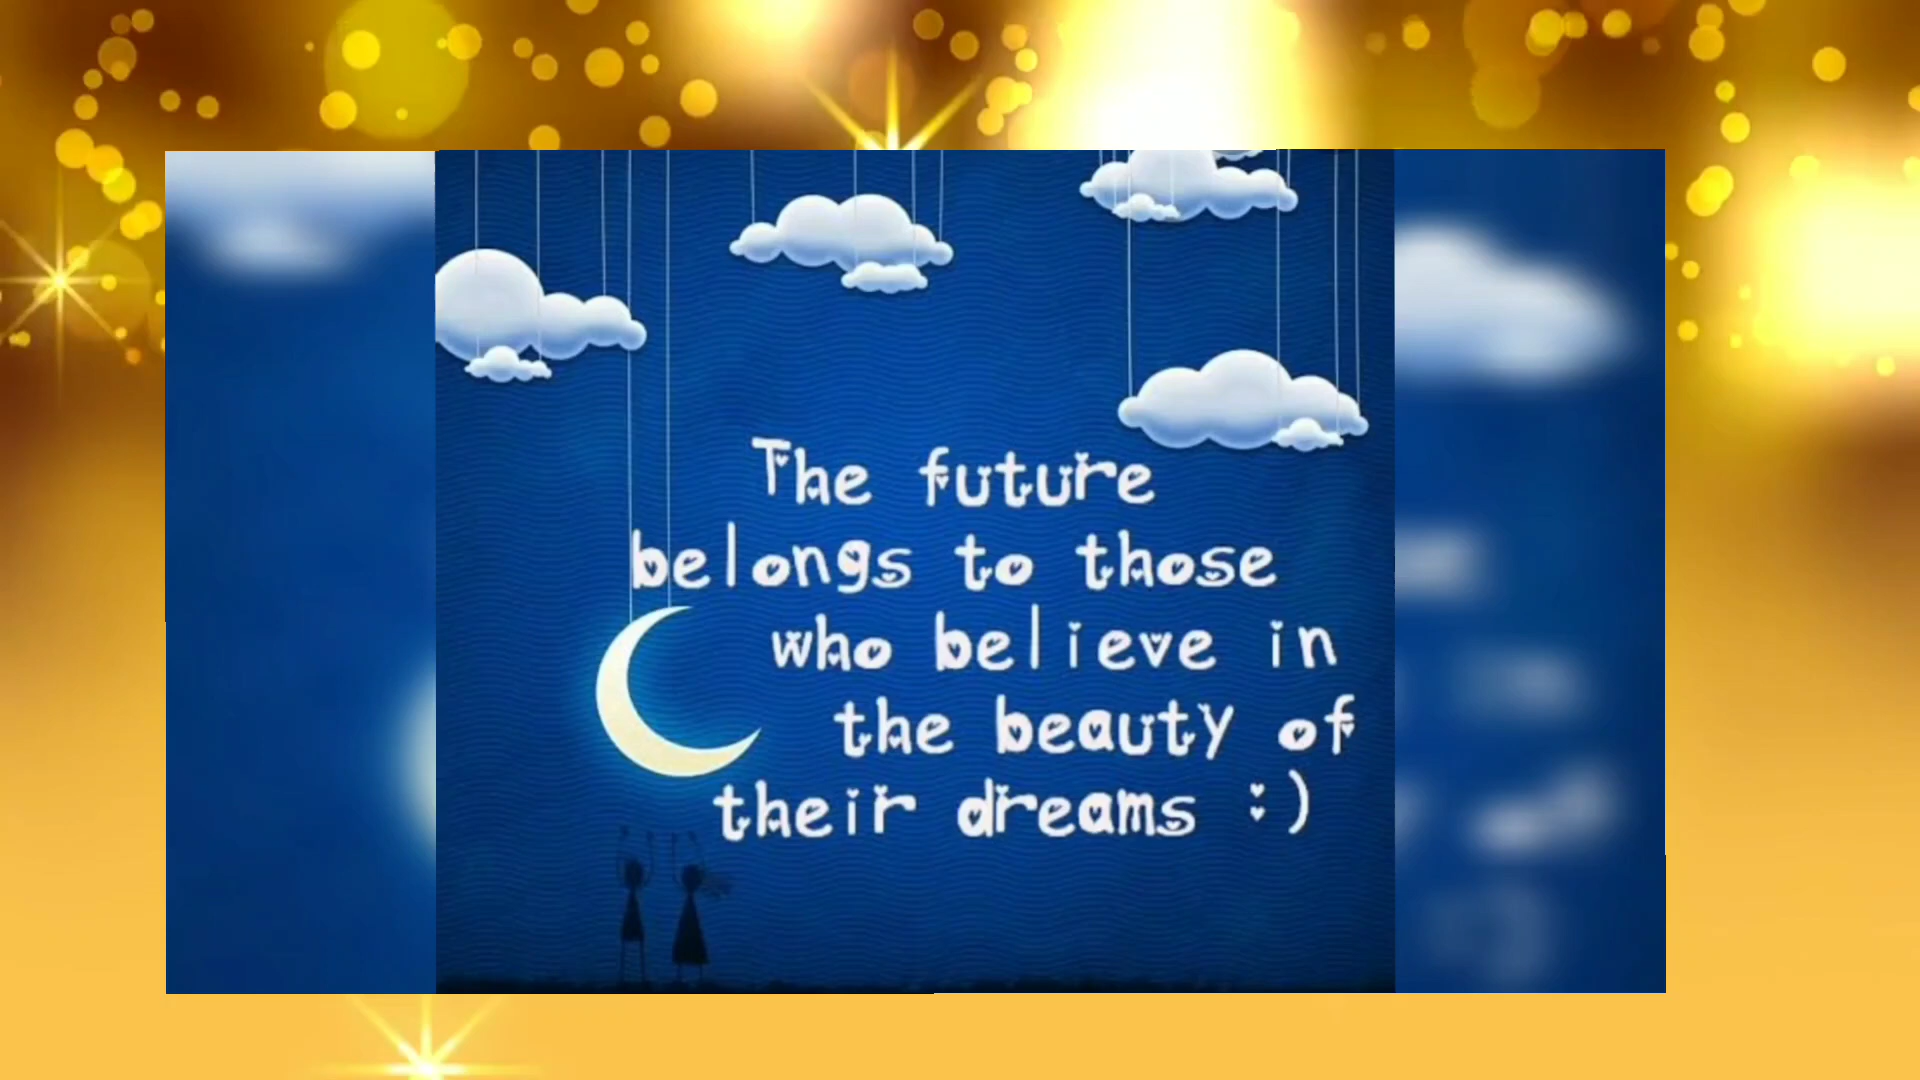 The future
belongs to those
who believe in
the beauty of
their dreams :)